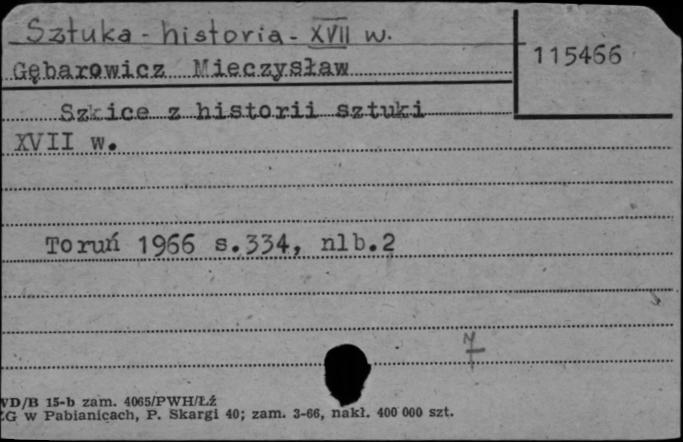 Sztuka - historia - XVII w.
115466
Gębarowicz Mieczysław
Szkice z historii sztuki
XVII w.
Toruń 1966 s.334, nlb.2
VD/B 15-b zam. 4065/PWH/Łź
ZG w Pabianicach, P. Skargi 40; zam. 3-66, nakł. 400 000 szt.